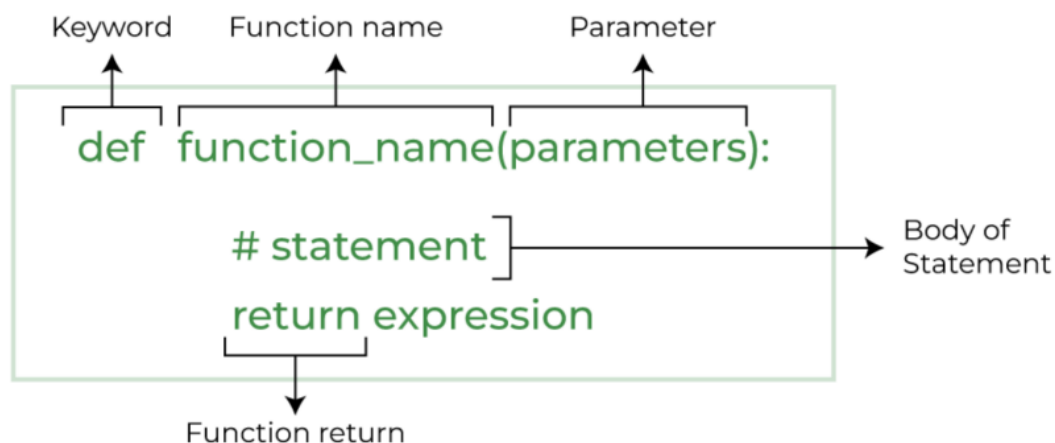 Keyword Function name Parameter
def function_name(parameters):
# statement
Body of
Statement
return expression
Function return